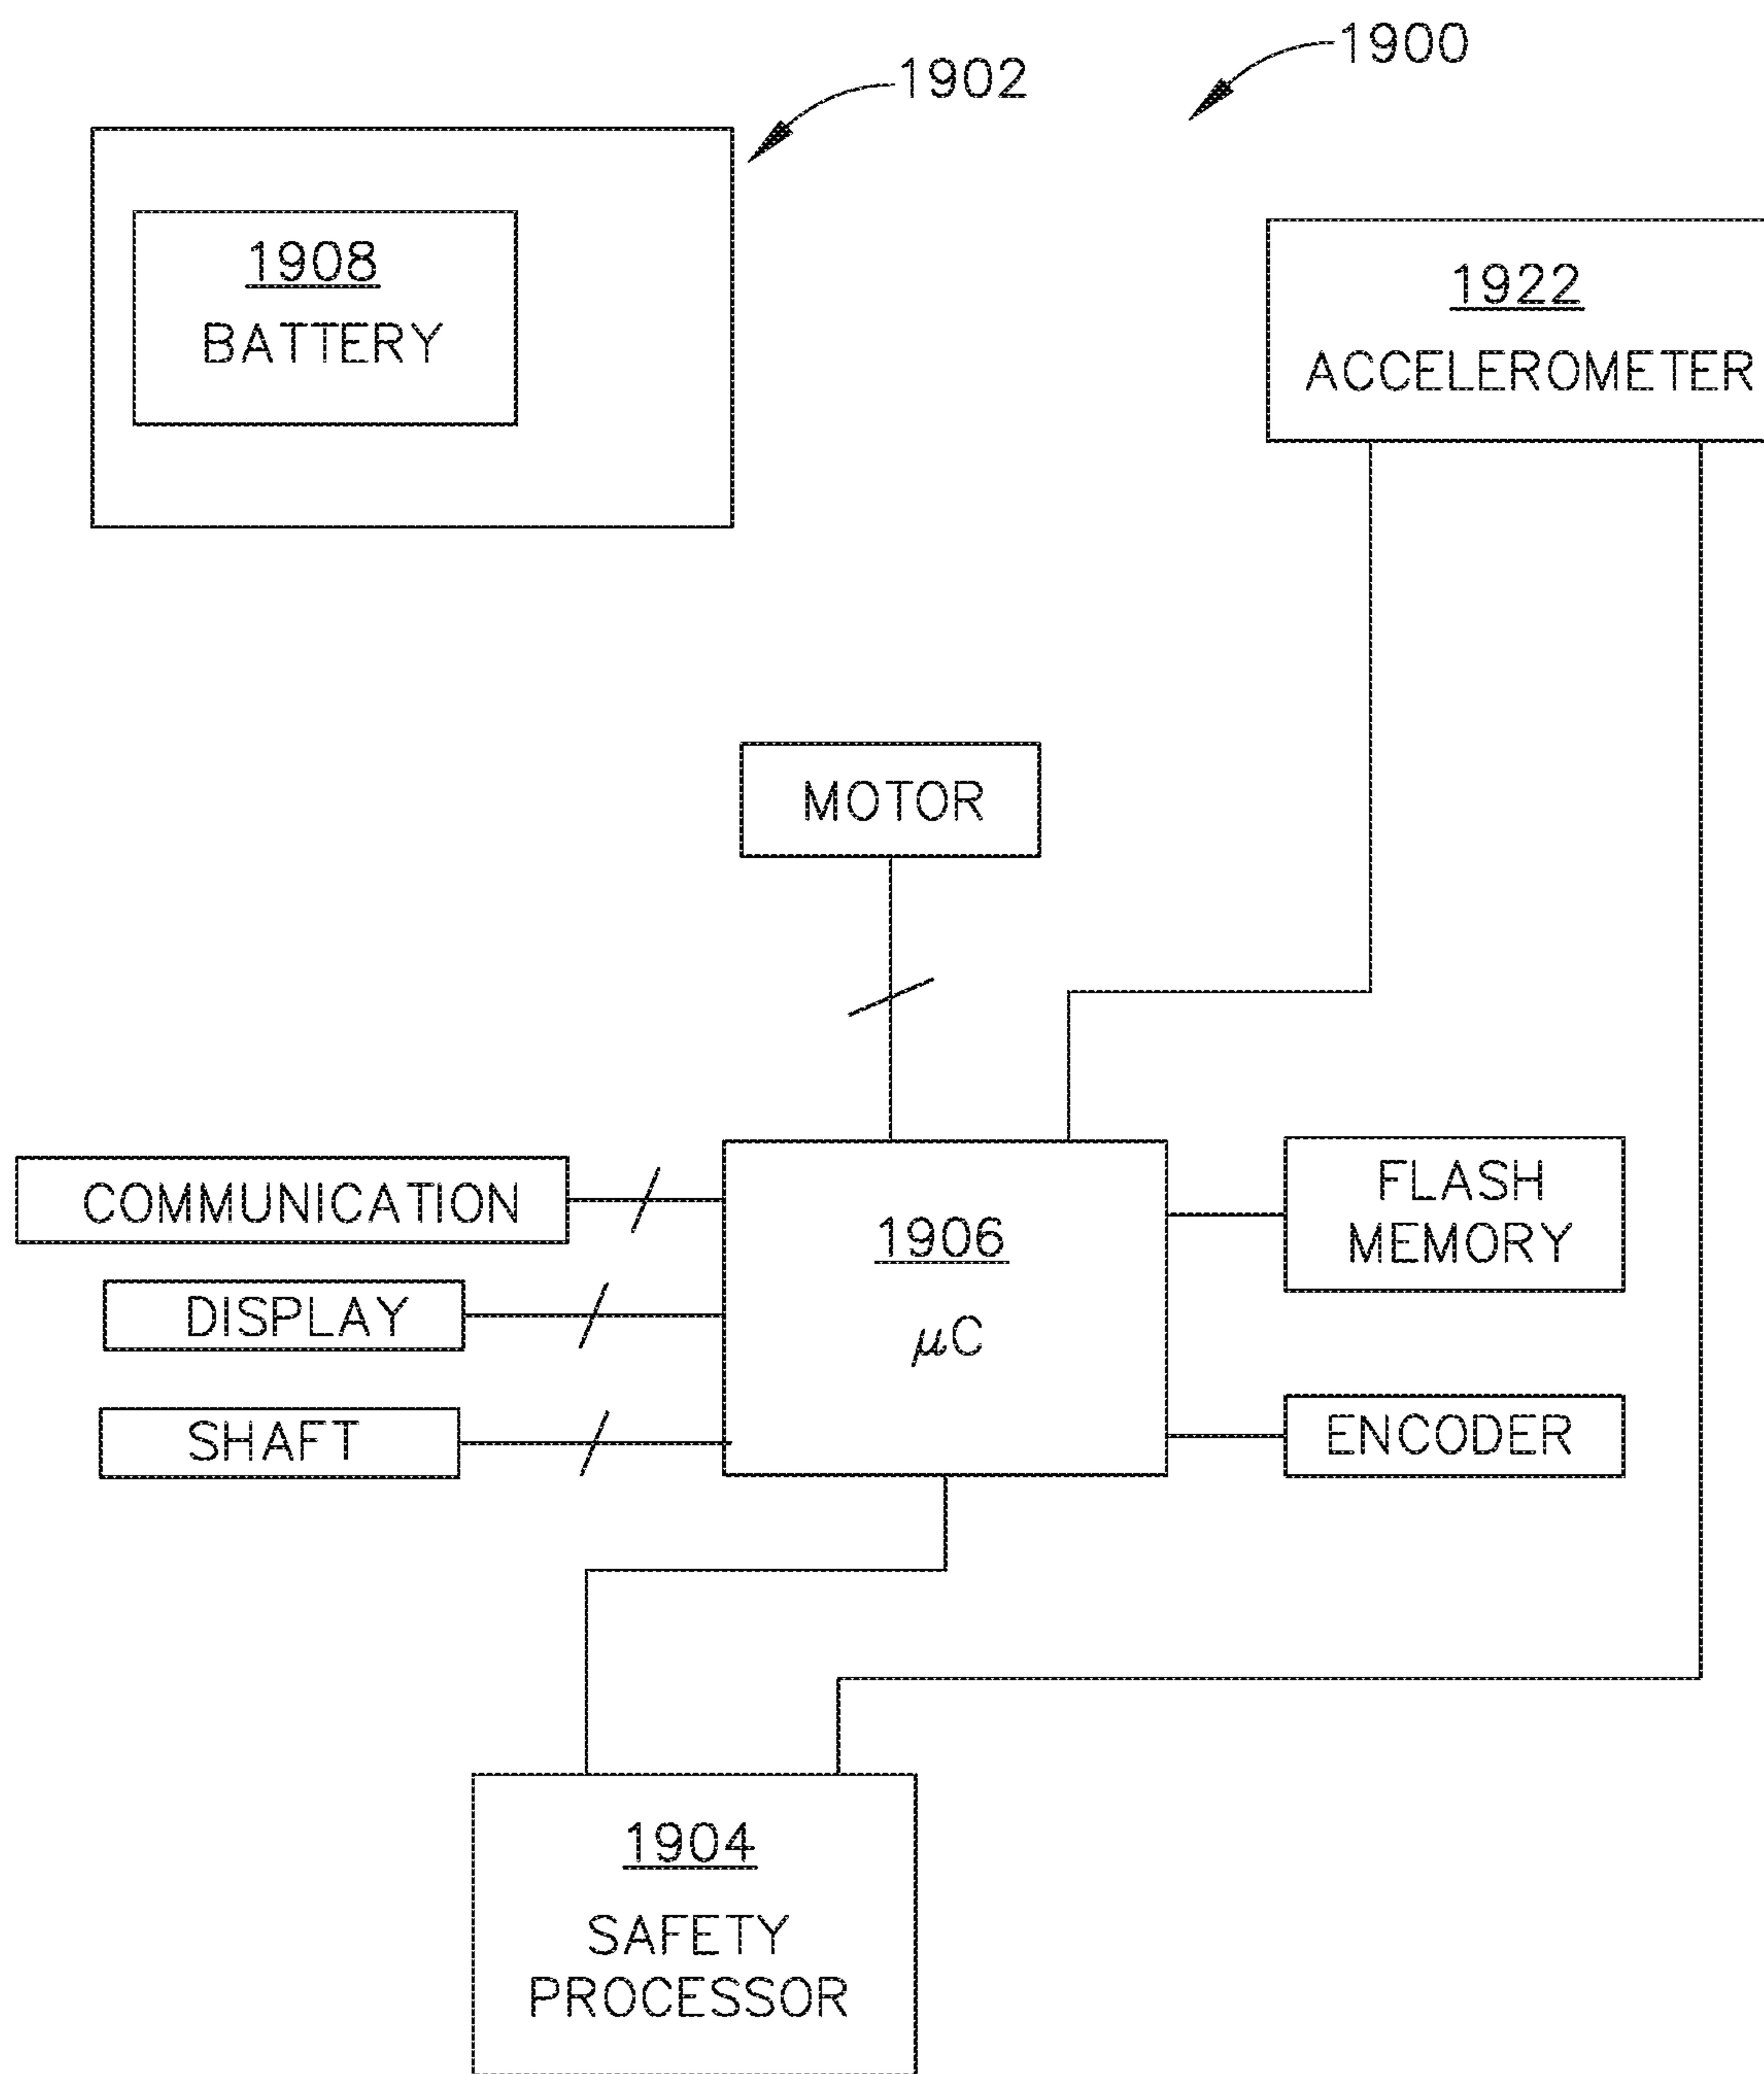 1900
1902
1908
BATTERY
1922
ACCELEROMETER
MOTOR
COMMUNICATION
DISPLAY
SHAFT
1906
μC
FLASH
MEMORY
ENCODER
1904
SAFETY
PROCESSOR